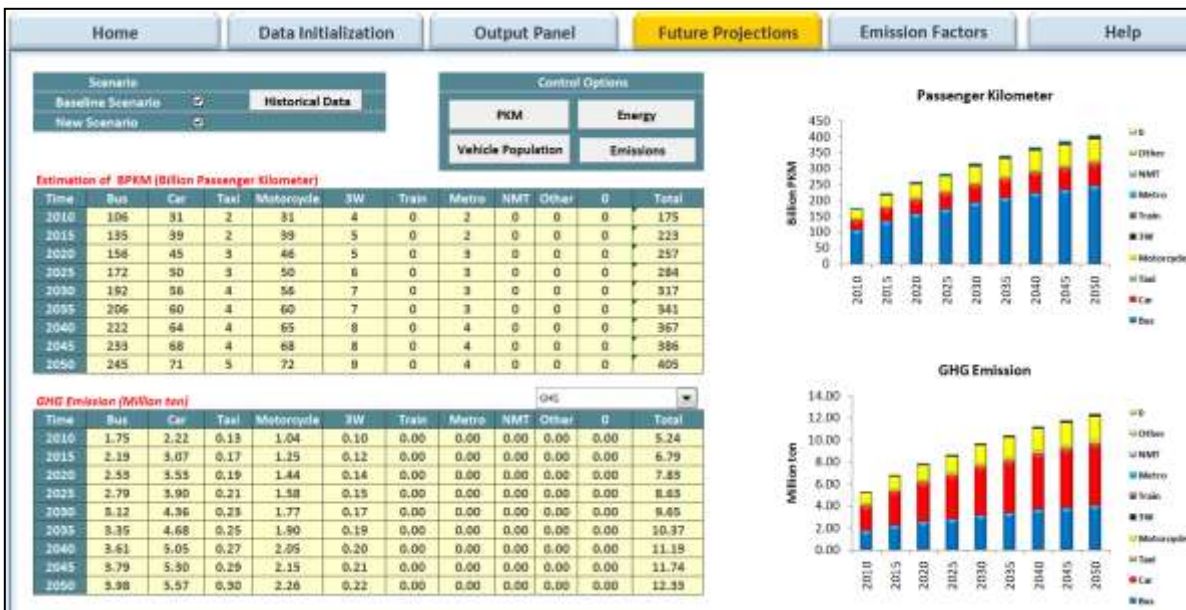 Home Data Initialization Output Panel Future Projections Emission Factors Help
Scenario
Baseline Scenario
New Scenario
Historical Data
Control Options
PKM Energy
Vehicle Population Emissions
Estimation of BPKM (Billion Passenger Kilometer)
Time Bus Car Taxi Motorcycle 3W Train Metro NMT Other 0 Total
2010 106 31 2 31 4 0 2 0 0 0 175
2015 135 39 2 39 5 0 2 0 0 0 223
2020 156 45 3 46 5 0 3 0 0 0 257
2025 172 50 3 50 6 0 3 0 0 0 284
2030 192 56 4 56 7 0 3 0 0 0 317
2035 206 60 4 60 7 0 3 0 0 0 341
2040 222 64 4 65 8 0 4 0 0 0 367
2045 233 68 4 68 8 0 4 0 0 0 386
2050 245 71 5 72 9 0 4 0 0 0 405
GHG Emission (Million ton)
GHG
Time Bus Car Taxi Motorcycle 3W Train Metro NMT Other 0 Total
2010 1.75 2.22 0.13 1.04 0.10 0.00 0.00 0.00 0.00 0.00 5.24
2015 2.19 3.07 0.17 1.25 0.12 0.00 0.00 0.00 0.00 0.00 6.79
2020 2.53 3.53 0.19 1.44 0.14 0.00 0.00 0.00 0.00 0.00 7.83
2025 2.79 3.90 0.21 1.58 0.15 0.00 0.00 0.00 0.00 0.00 8.63
2030 3.12 4.36 0.23 1.77 0.17 0.00 0.00 0.00 0.00 0.00 9.65
2035 3.35 4.68 0.25 1.90 0.19 0.00 0.00 0.00 0.00 0.00 10.37
2040 3.61 5.05 0.27 2.05 0.20 0.00 0.00 0.00 0.00 0.00 11.19
2045 3.79 5.30 0.29 2.15 0.21 0.00 0.00 0.00 0.00 0.00 11.74
2050 3.98 5.57 0.30 2.26 0.22 0.00 0.00 0.00 0.00 0.00 12.33
Passenger Kilometer
Billion PKM
450
400
350
300
250
200
150
100
50
0
2010 2015 2020 2025 2030 2035 2040 2045 2050
0
Other
NMT
Metro
Train
3W
Motorcycle
Taxi
Car
Bus
GHG Emission
Million ton
14.00
12.00
10.00
8.00
6.00
4.00
2.00
0.00
2010 2015 2020 2025 2030 2035 2040 2045 2050
0
Other
NMT
Metro
Train
3W
Motorcycle
Taxi
Car
Bus